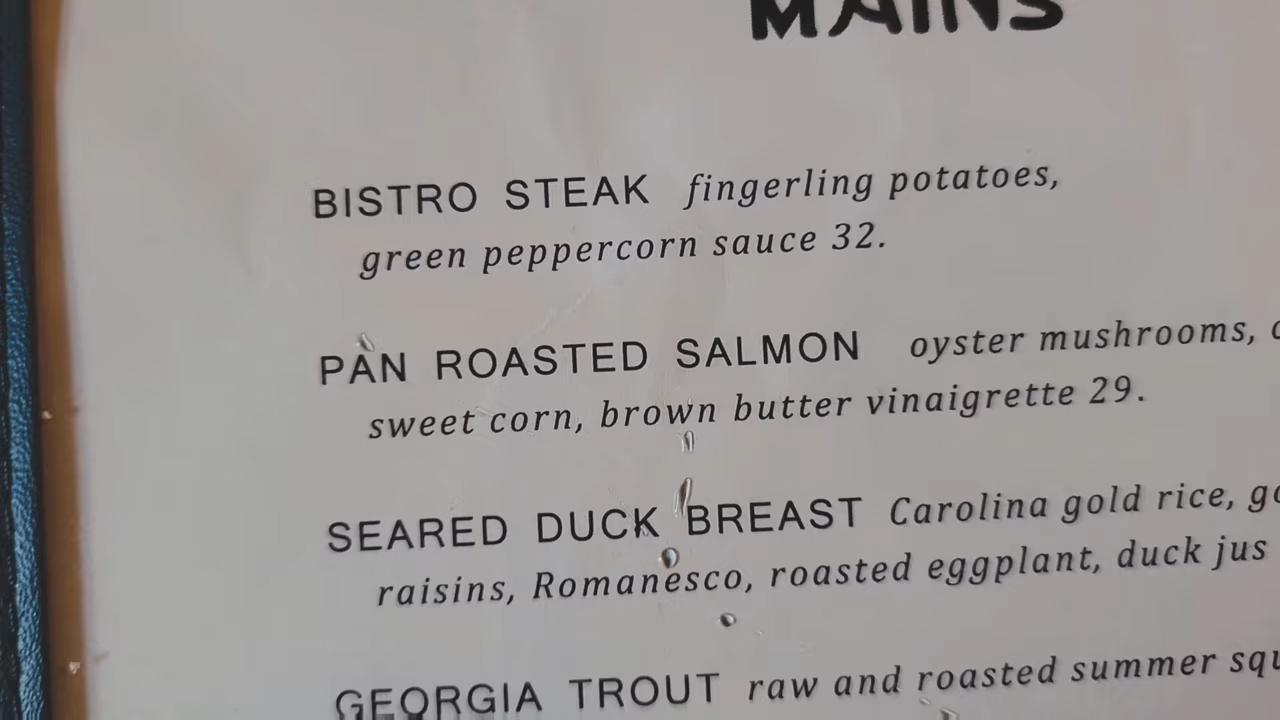 MAINS
BISTRO STEAK fingerling potatoes,
green peppercorn sauce 32.
PAN ROASTED SALMON oyster mushrooms,
sweet corn, brown butter vinaigrette 29.
SEARED DUCK BREAST Carolina gold rice,
raisins, Romanesco, roasted eggplant, duck jus
GEORGIA TROUT raw and roasted summer